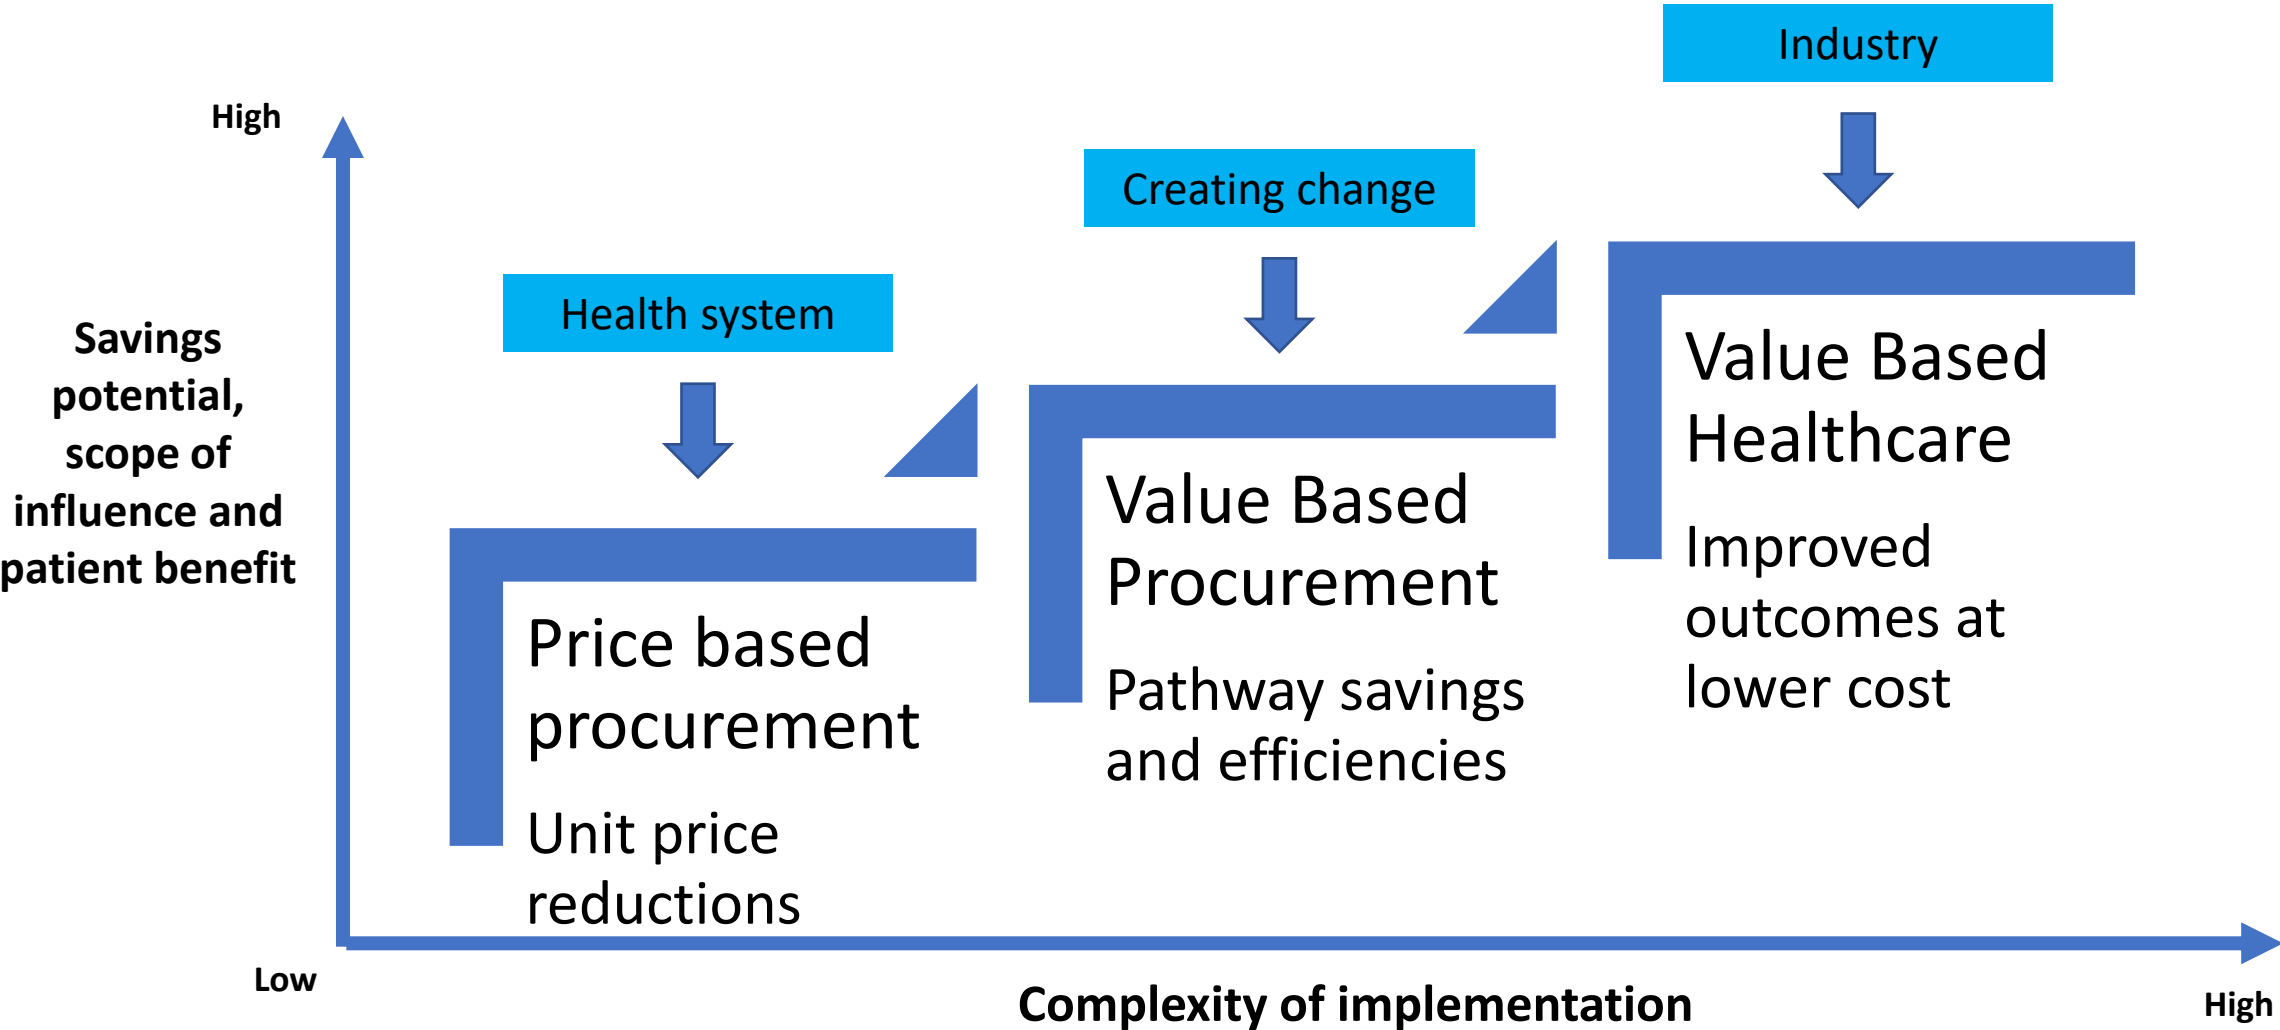 Industry
High
Creating change
Health system
Savings
potential,
scope of
influence and
patient benefit
Value Based
Healthcare
Improved
outcomes at
lower cost
Value Based
Procurement
Pathway savings
and efficiencies
Price based
procurement
Unit price
reductions
Low
Complexity of implementation
High